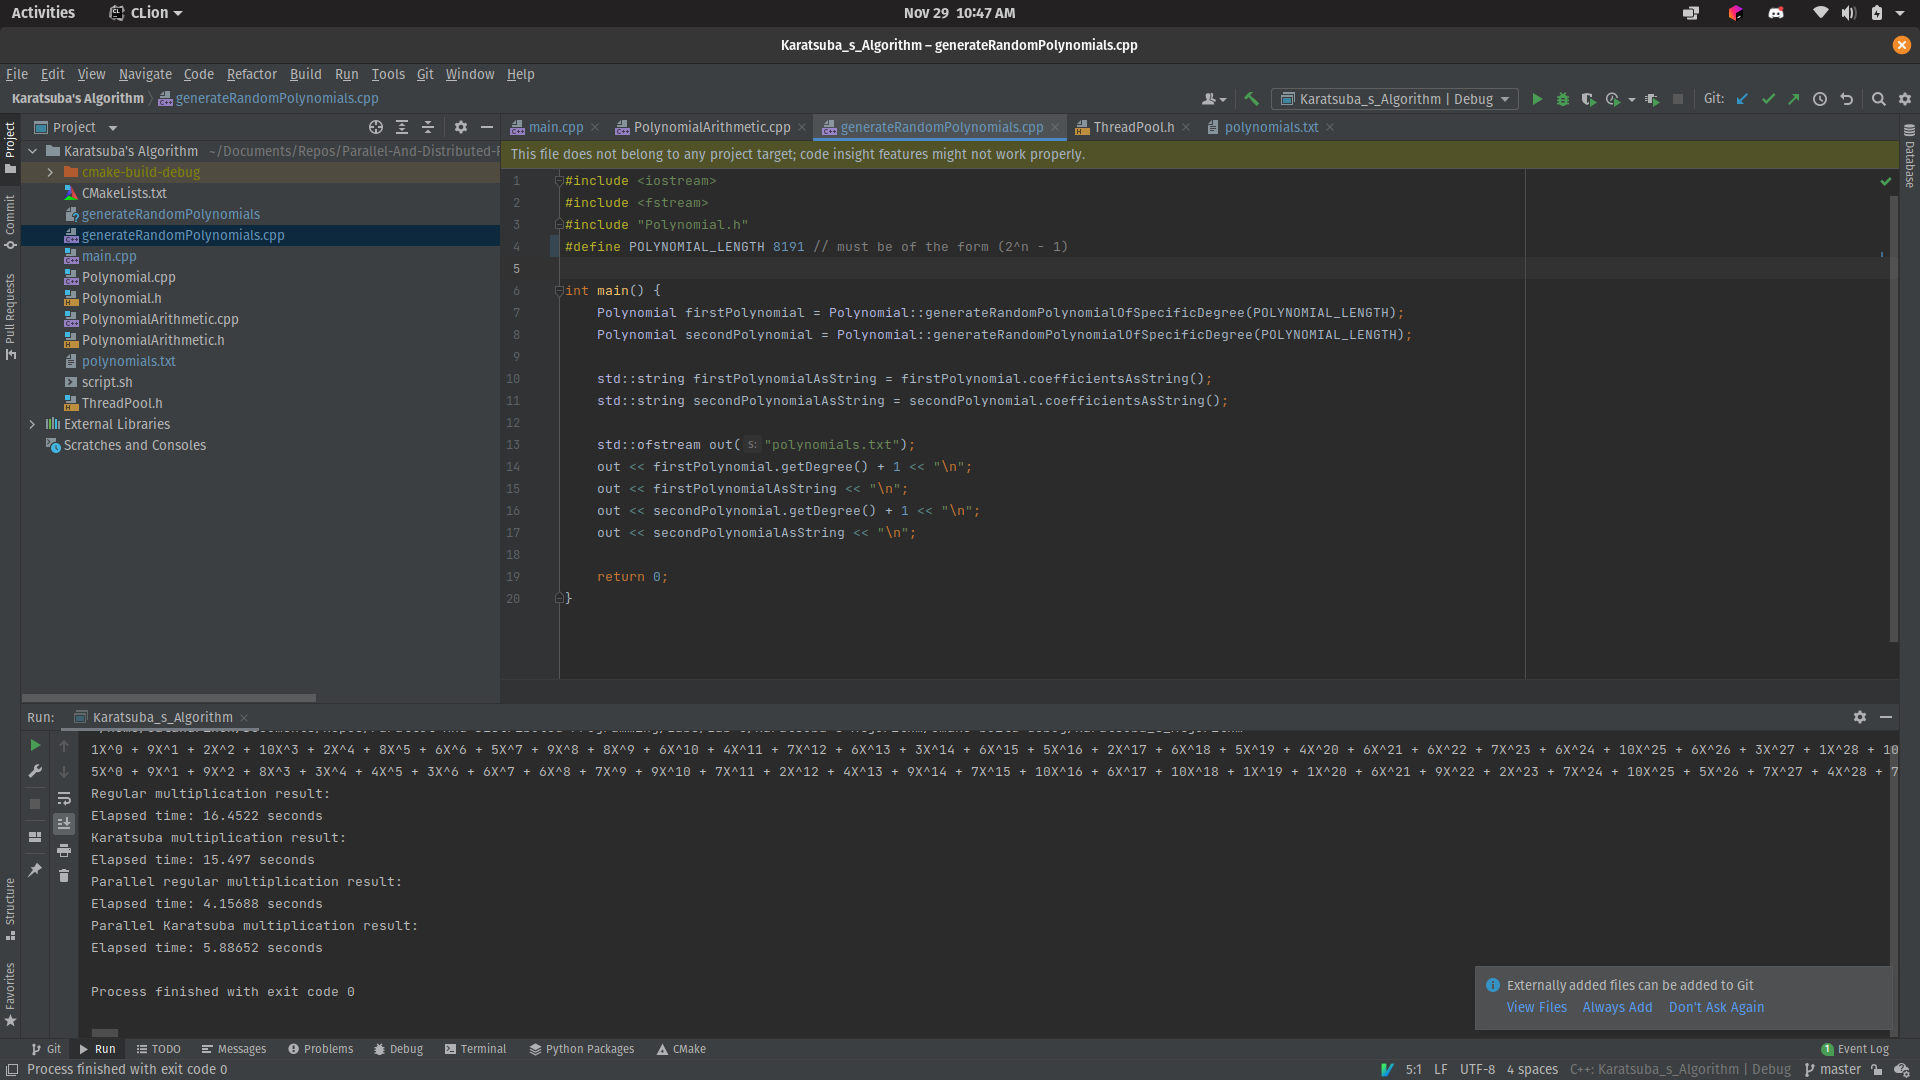 Activities CLion Nov 29 10:47 AM
Karatsuba_s_Algorithm – generateRandomPolynomials.cpp
File Edit View Navigate Code Refactor Build Run Tools Git Window Help
Karatsuba's Algorithm generateRandomPolynomials.cpp Karatsuba_s_Algorithm | Debug Git:
Project
Commit
Pull Requests
Structure
Favorites
Project
Karatsuba's Algorithm ~/Documents/Repos/Parallel-And-Distributed-P
cmake-build-debug
CMakeLists.txt
generateRandomPolynomials
generateRandomPolynomials.cpp
main.cpp
Polynomial.cpp
Polynomial.h
PolynomialArithmetic.cpp
PolynomialArithmetic.h
polynomials.txt
script.sh
ThreadPool.h
External Libraries
Scratches and Consoles
main.cpp PolynomialArithmetic.cpp generateRandomPolynomials.cpp ThreadPool.h polynomials.txt
Database
This file does not belong to any project target; code insight features might not work properly.
1 #include <iostream>
2 #include <fstream>
3 #include "Polynomial.h"
4 #define POLYNOMIAL_LENGTH 8191 // must be of the form (2^n - 1)
5
6 int main() {
7 Polynomial firstPolynomial = Polynomial::generateRandomPolynomialOfSpecificDegree(POLYNOMIAL_LENGTH);
8 Polynomial secondPolynomial = Polynomial::generateRandomPolynomialOfSpecificDegree(POLYNOMIAL_LENGTH);
9
10 std::string firstPolynomialAsString = firstPolynomial.coefficientsAsString();
11 std::string secondPolynomialAsString = secondPolynomial.coefficientsAsString();
12
13 std::ofstream out( s: "polynomials.txt");
14 out << firstPolynomial.getDegree() + 1 << "\n";
15 out << firstPolynomialAsString << "\n";
16 out << secondPolynomial.getDegree() + 1 << "\n";
17 out << secondPolynomialAsString << "\n";
18
19 return 0;
20 }
Run: Karatsuba_s_Algorithm
1X^0 + 9X^1 + 2X^2 + 10X^3 + 2X^4 + 8X^5 + 6X^6 + 5X^7 + 9X^8 + 8X^9 + 6X^10 + 4X^11 + 7X^12 + 6X^13 + 3X^14 + 6X^15 + 5X^16 + 2X^17 + 6X^18 + 5X^19 + 4X^20 + 6X^21 + 6X^22 + 7X^23 + 6X^24 + 10X^25 + 6X^26 + 3X^27 + 1X^28 + 10
5X^0 + 9X^1 + 9X^2 + 8X^3 + 3X^4 + 4X^5 + 3X^6 + 6X^7 + 6X^8 + 7X^9 + 9X^10 + 7X^11 + 2X^12 + 4X^13 + 9X^14 + 7X^15 + 10X^16 + 6X^17 + 10X^18 + 1X^19 + 1X^20 + 6X^21 + 9X^22 + 2X^23 + 7X^24 + 10X^25 + 5X^26 + 7X^27 + 4X^28 + 7
Regular multiplication result:
Elapsed time: 16.4522 seconds
Karatsuba multiplication result:
Elapsed time: 15.497 seconds
Parallel regular multiplication result:
Elapsed time: 4.15688 seconds
Parallel Karatsuba multiplication result:
Elapsed time: 5.88652 seconds
Process finished with exit code 0
Externally added files can be added to Git
View Files Always Add Don't Ask Again
Git Run TODO Messages Problems Debug Terminal Python Packages CMake 1 Event Log
Process finished with exit code 0 5:1 LF UTF-8 4 spaces C++: Karatsuba_s_Algorithm | Debug master